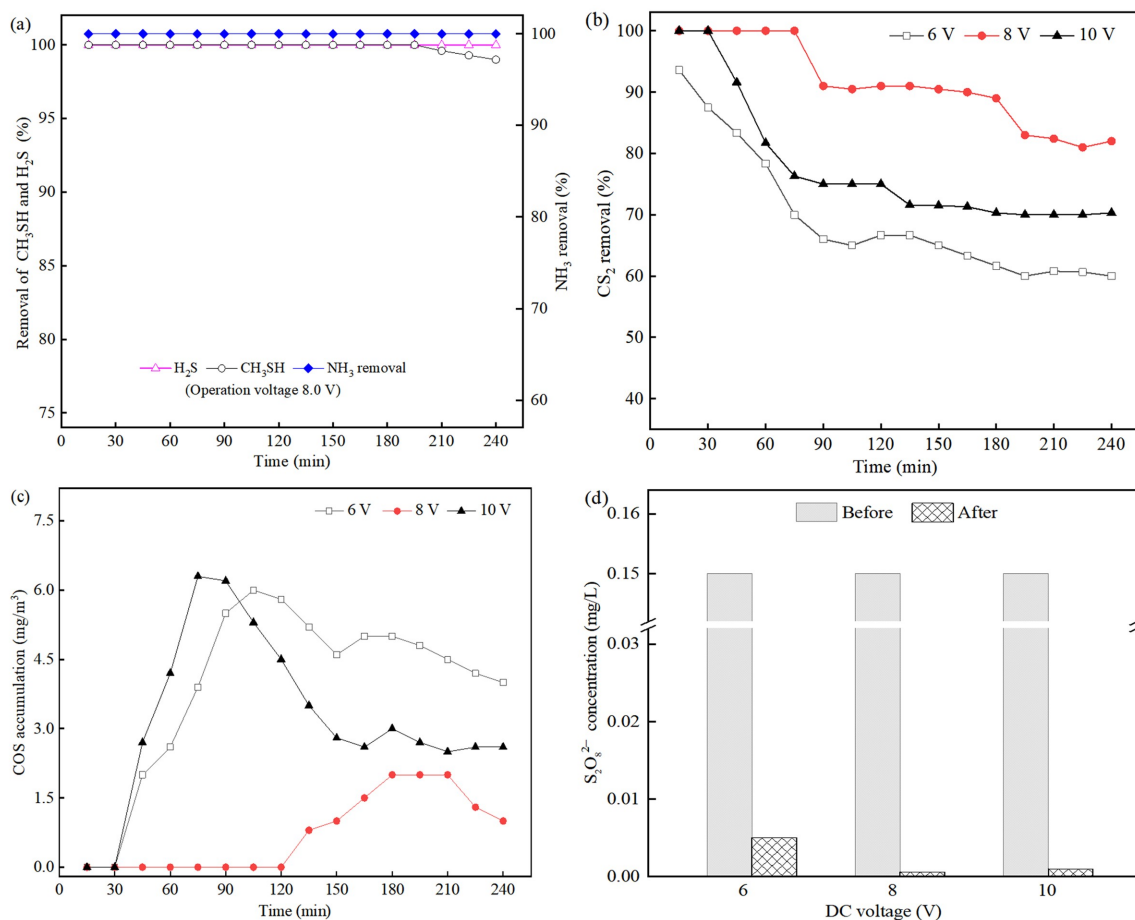 (a)
Removal of CH₃SH and H₂S (%)
100
95
90
85
80
75
100
90
80
70
60
NH₃ removal (%)
H₂S CH₃SH NH₃ removal
(Operation voltage 8.0 V)
0 30 60 90 120 150 180 210 240
Time (min)
(b)
6 V 8 V 10 V
CS₂ removal (%)
100
90
80
70
60
50
40
0 30 60 90 120 150 180 210 240
Time (min)
(c)
6 V 8 V 10 V
COS accumulation (mg/m³)
7.5
6.0
4.5
3.0
1.5
0.0
0 30 60 90 120 150 180 210 240
Time (min)
(d)
Before After
S₂O₈²⁻ concentration (mg/L)
0.16
0.15
0.03
0.02
0.01
0.00
6 8 10
DC voltage (V)